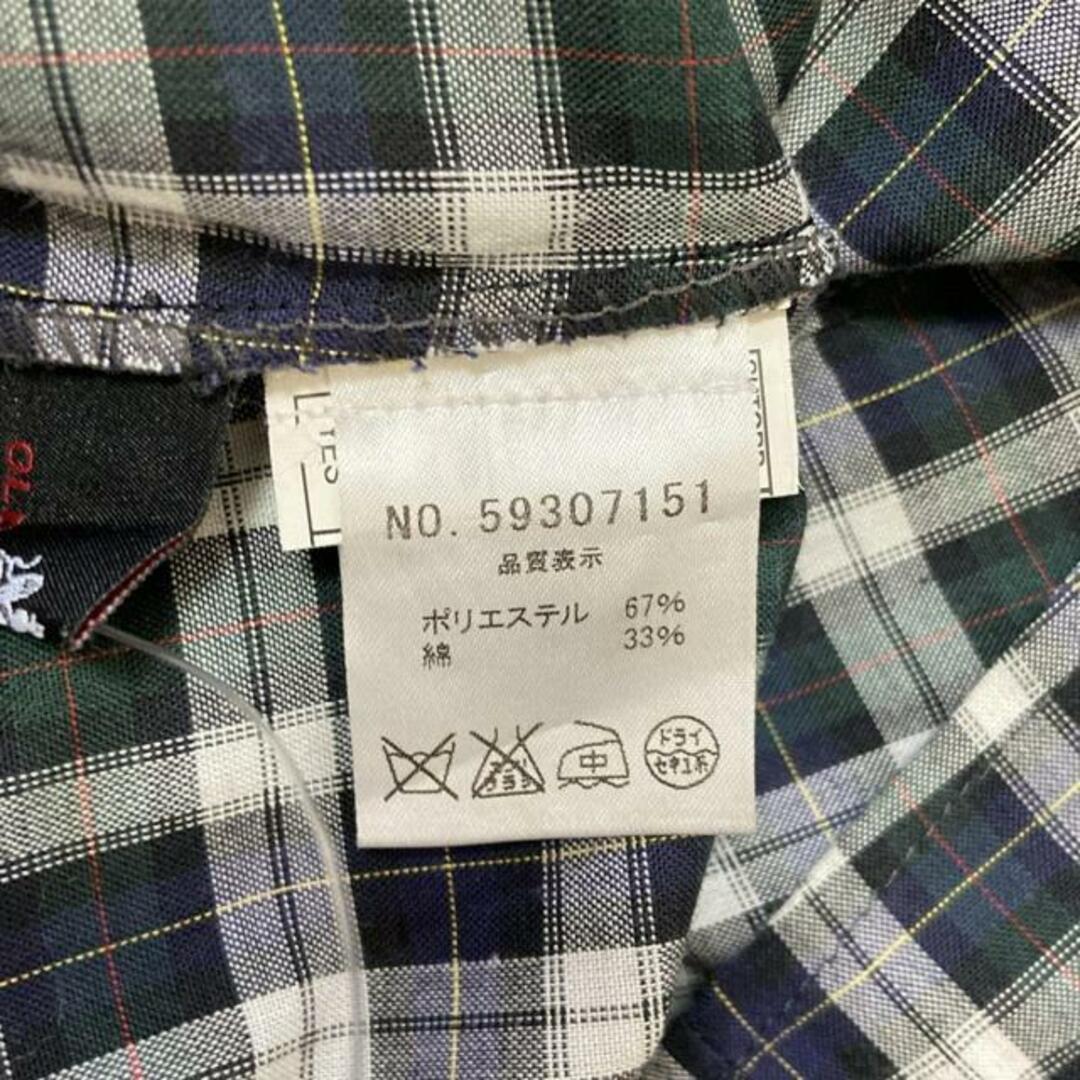 NO. 59307151
品質表示
ポリエステル 67%
綿 33%
中
ドライ
セキユ系